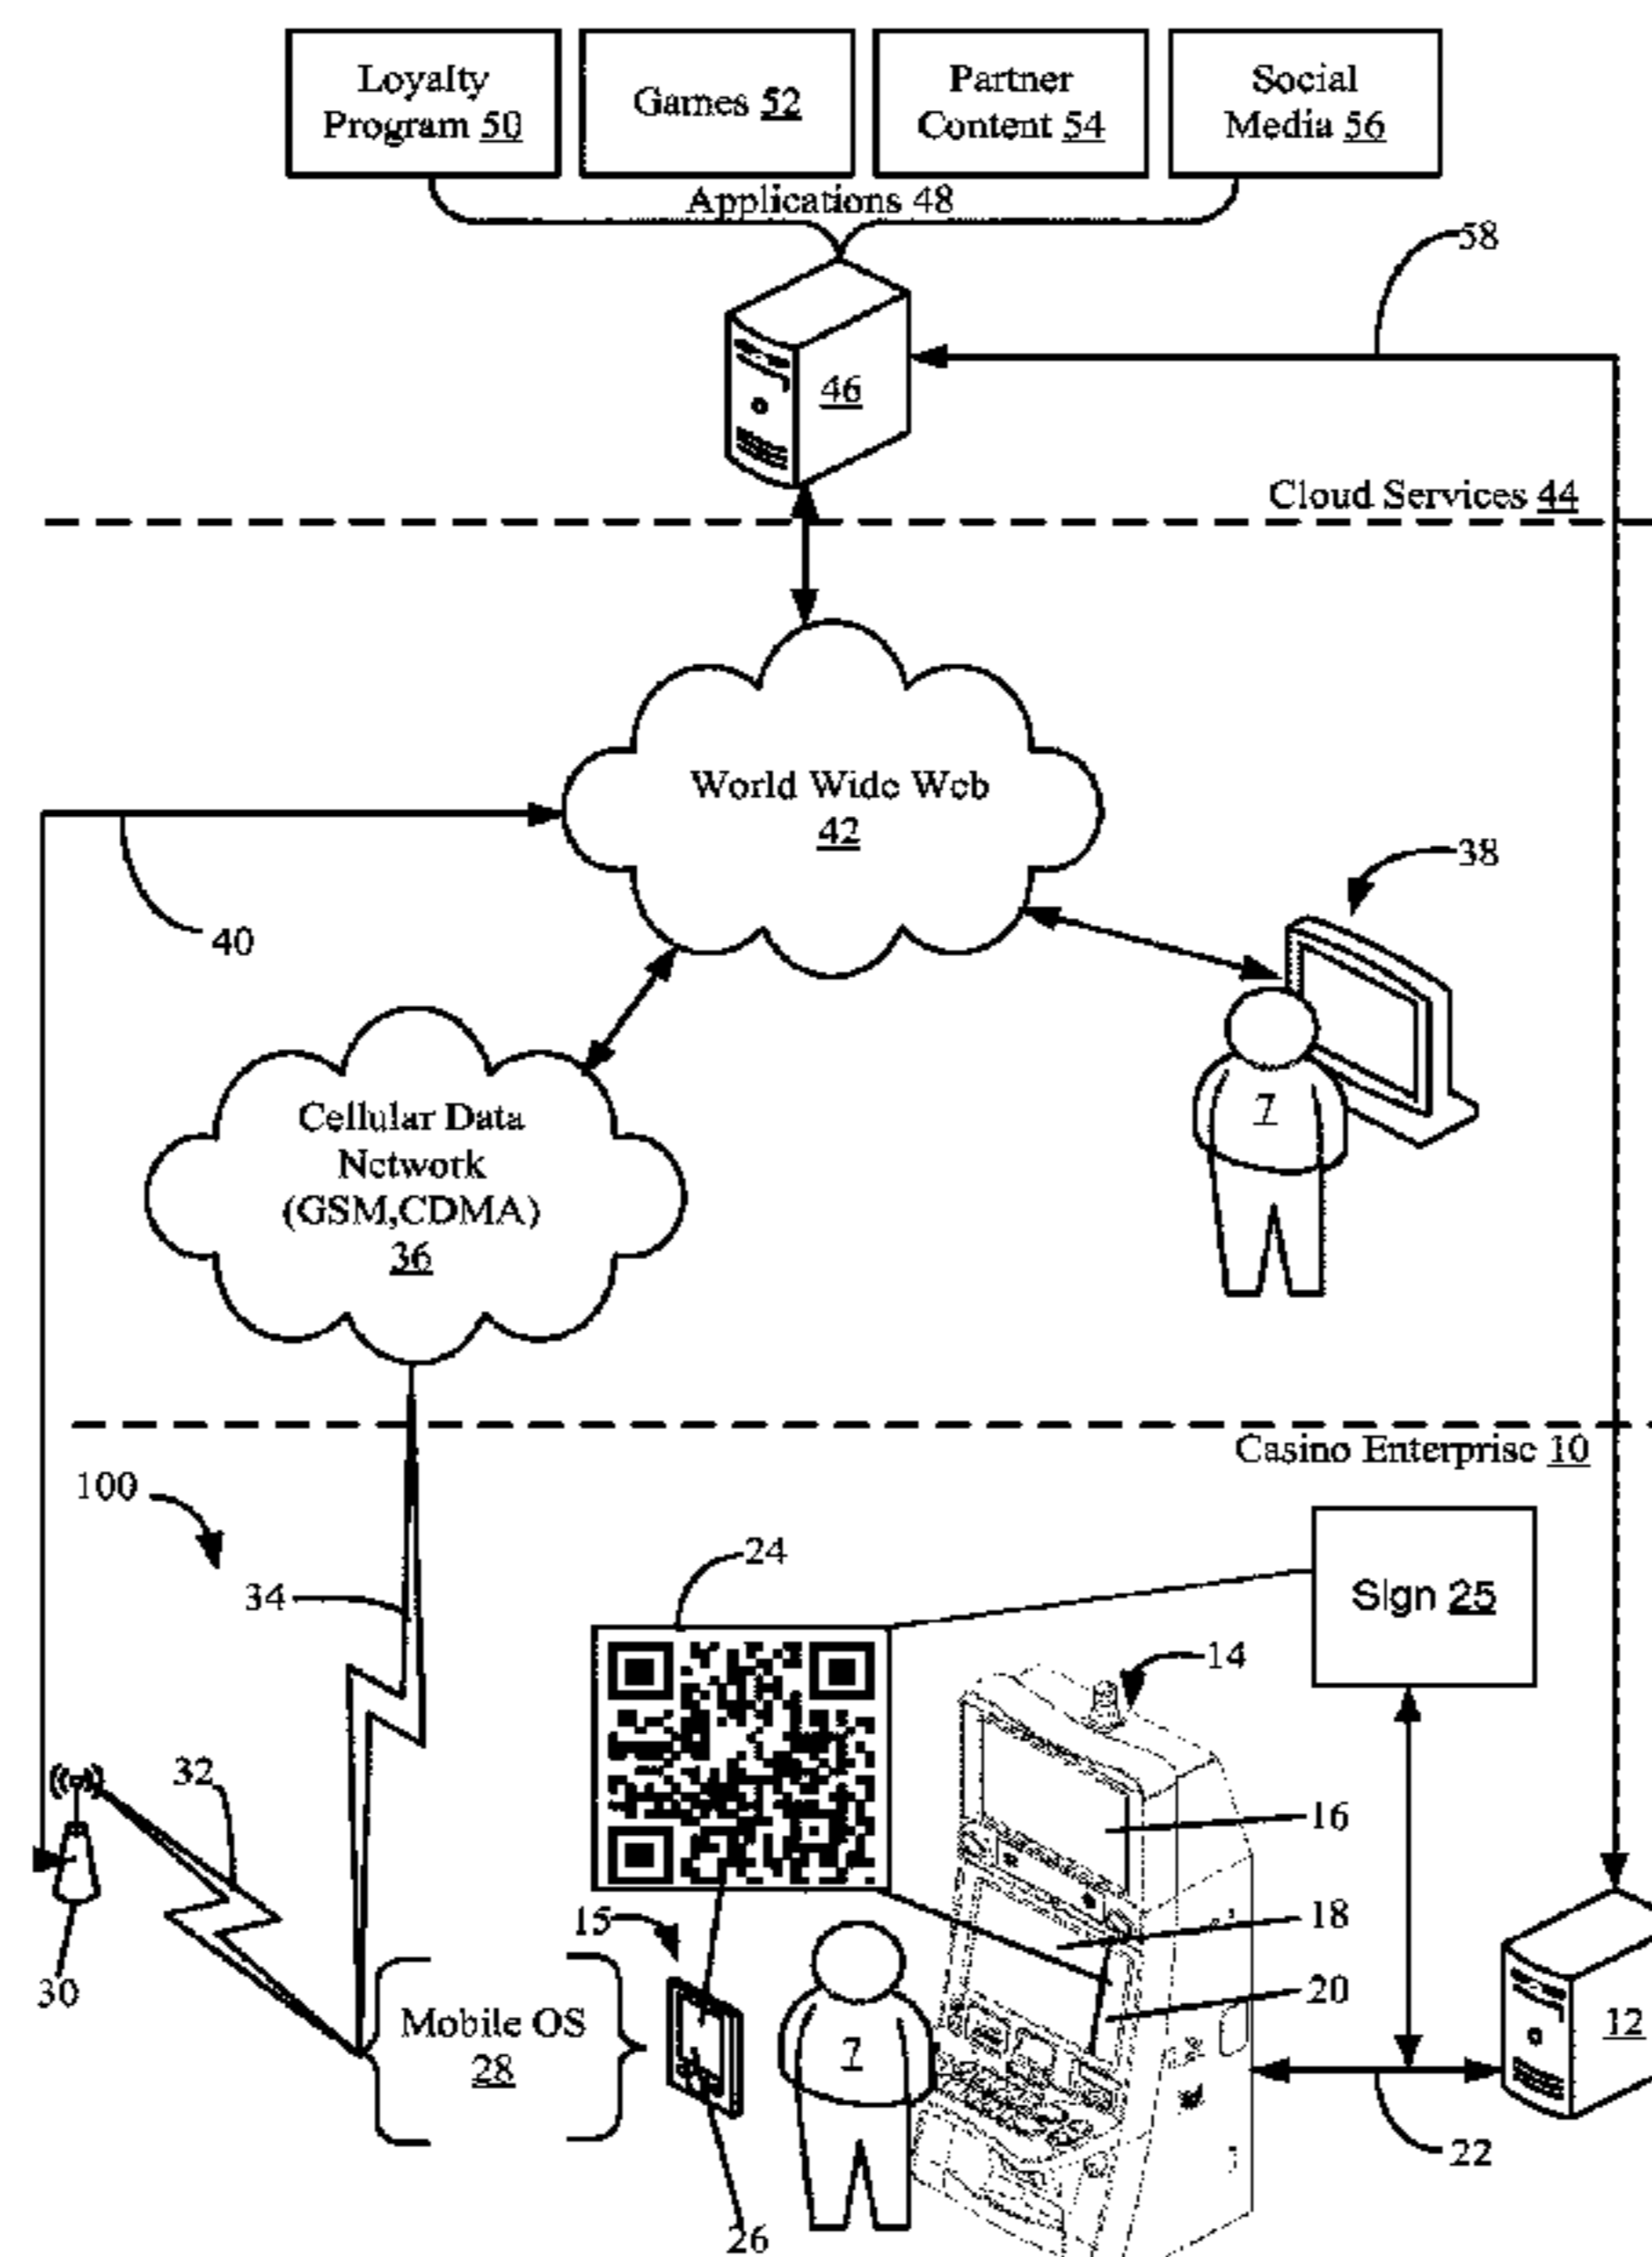 Loyalty
Program 50
Games 52
Partner
Content 54
Social
Media 56
Applications 48
58
46
Cloud Services 44
World Wide Web
42
40
38
7
Cellular Data
Network
(GSM,CDMA)
36
Casino Enterprise 10
100
34
24
Sign 25
14
32
16
15
18
30
20
Mobile OS
28
7
12
22
26